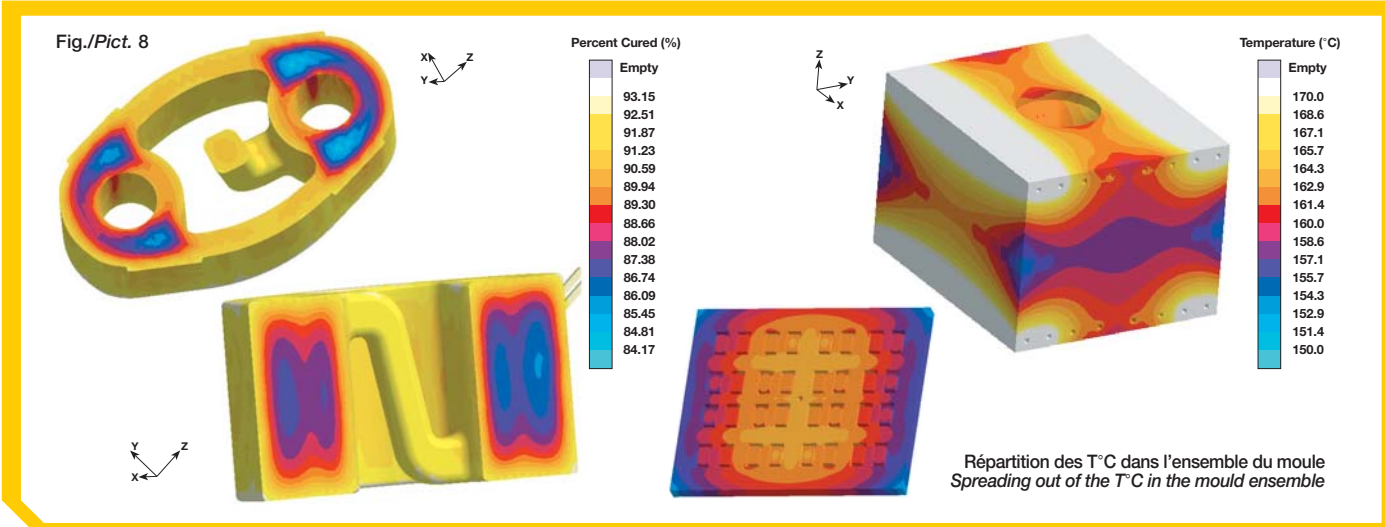 Fig./Pict. 8
Percent Cured (%)
Empty
93.15
92.51
91.87
91.23
90.59
89.94
89.30
88.66
88.02
87.38
86.74
86.09
85.45
84.81
84.17
X
Z
Y
Z
Y
X
Temperature (°C)
Empty
170.0
168.6
167.1
165.7
164.3
162.9
161.4
160.0
158.6
157.1
155.7
154.3
152.9
151.4
150.0
Y
Z
X
Répartition des T°C dans l'ensemble du moule
Spreading out of the T°C in the mould ensemble